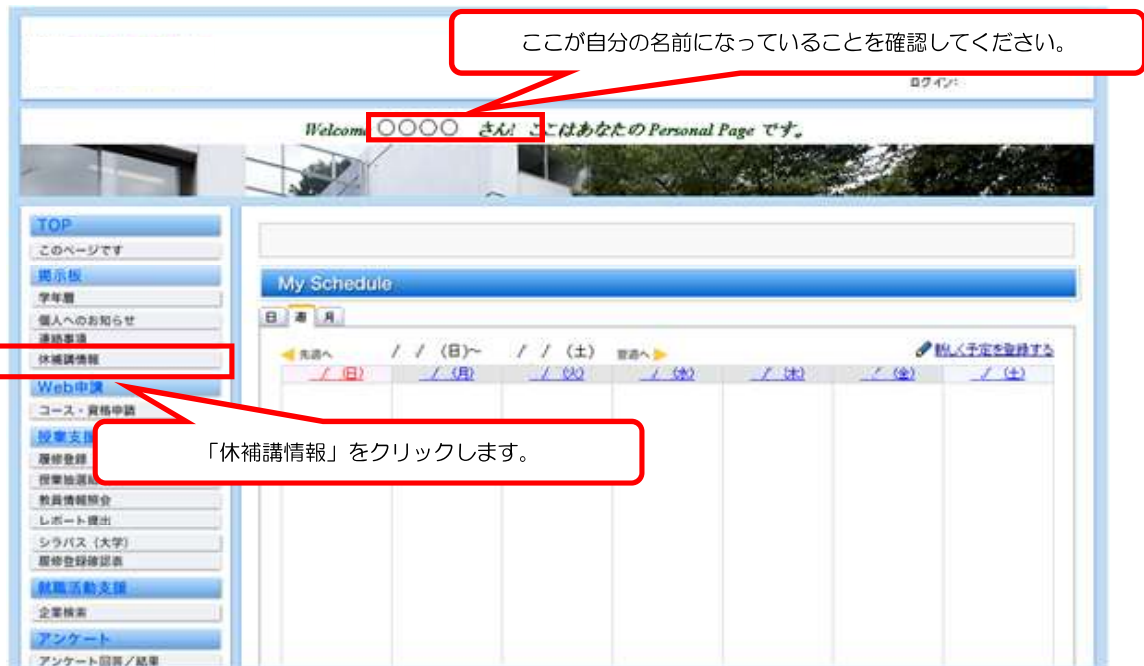 ここが自分の名前になっていることを確認してください。
ログイン:
Welcom ○○○○ さん! ここはあなたの Personal Page です。
TOP
このページです
掲示板
学年暦
個人へのお知らせ
連絡事項
休補講情報
Web申請
コース・資格申請
授業支援
履修登録
授業抽選
教員情報照会
レポート提出
シラバス (大学)
履修登録確認表
就職活動支援
企業検索
アンケート
アンケート回答/結果
My Schedule
日 週 月
先週へ / / (日)~ / / (土) 翌週へ 新しく予定を登録する
/ (日) / (月) / (火) / (水) / (木) / (金) / (土)
「休補講情報」をクリックします。